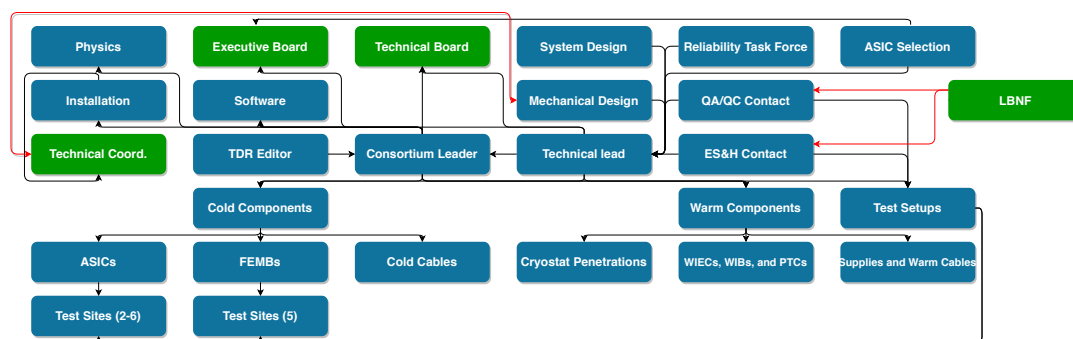 Physics
Executive Board
Technical Board
System Design
Reliability Task Force
ASIC Selection
Installation
Software
Mechanical Design
QA/QC Contact
LBNF
Technical Coord.
TDR Editor
Consortium Leader
Technical lead
ES&H Contact
Cold Components
Warm Components
Test Setups
ASICs
FEMBs
Cold Cables
Cryostat Penetrations
WIECs, WIBs, and PTCs
Supplies and Warm Cables
Test Sites (2-6)
Test Sites (5)